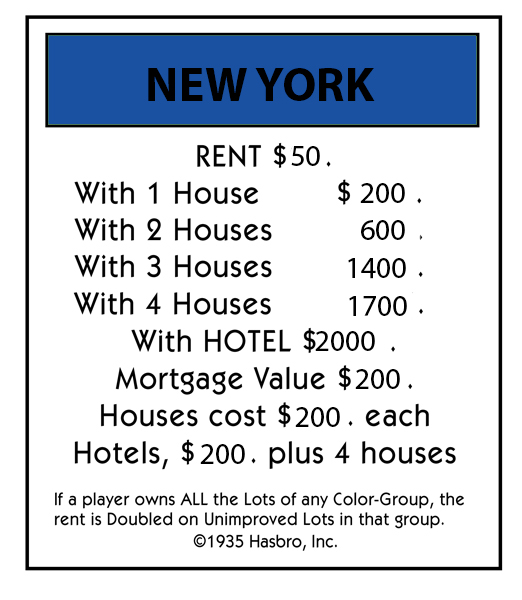 NEW YORK
RENT $50.
With 1 House $ 200 .
With 2 Houses 600 .
With 3 Houses 1400 .
With 4 Houses 1700 .
With HOTEL $2000 .
Mortgage Value $200.
Houses cost $200. each
Hotels, $200. plus 4 houses
If a player owns ALL the Lots of any Color-Group, the
rent is Doubled on Unimproved Lots in that group.
©1935 Hasbro, Inc.